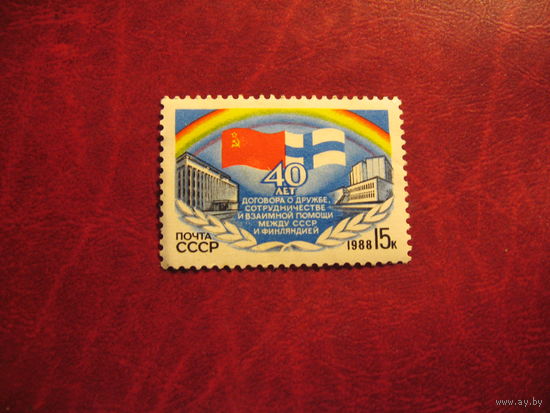 40
ЛЕТ
ДОГОВОРА О ДРУЖБЕ,
СОТРУДНИЧЕСТВЕ
И ВЗАИМНОЙ ПОМОЩИ
МЕЖДУ СССР
И ФИНЛЯНДИЕЙ
ПОЧТА
СССР
1988 15к
www.ay.by